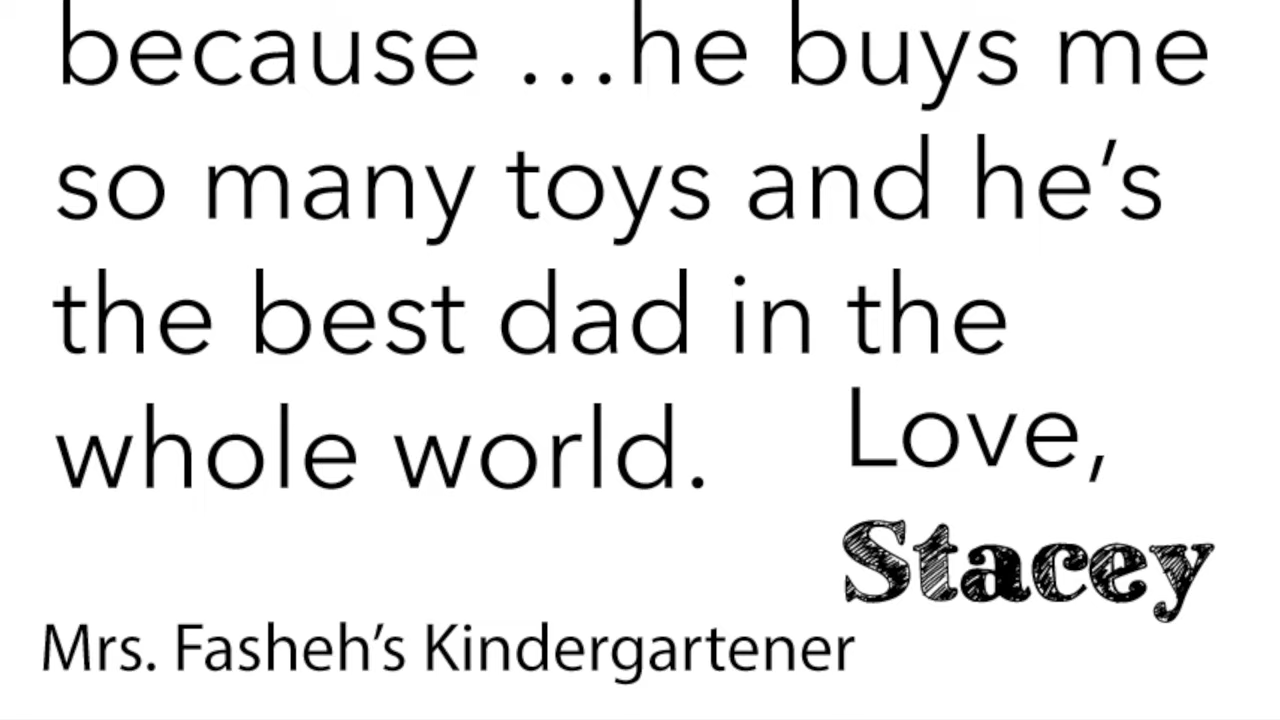 because ...he buys me
so many toys and he’s
the best dad in the
whole world.
Love,
Stacey
Mrs. Fasheh’s Kindergartener